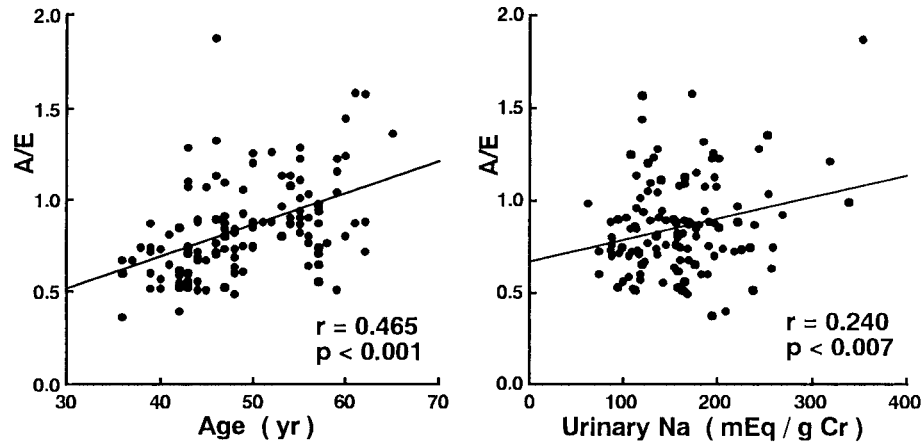 A/E
2.0
1.5
1.0
0.5
0.0
30 40 50 60 70
Age ( yr )
r = 0.465
p < 0.001
A/E
2.0
1.5
1.0
0.5
0.0
0 100 200 300 400
Urinary Na ( mEq / g Cr )
r = 0.240
p < 0.007